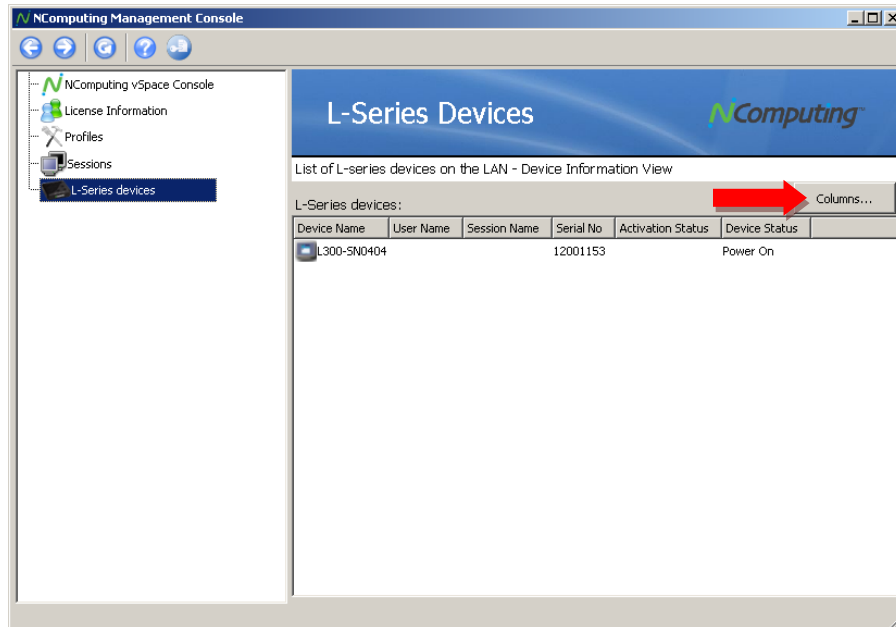 NComputing Management Console
NComputing vSpace Console
License Information
Profiles
Sessions
L-Series devices
L-Series Devices
NComputing™
List of L-series devices on the LAN - Device Information View
L-Series devices:
Columns...
Device Name User Name Session Name Serial No Activation Status Device Status
L300-SN0404 12001153 Power On